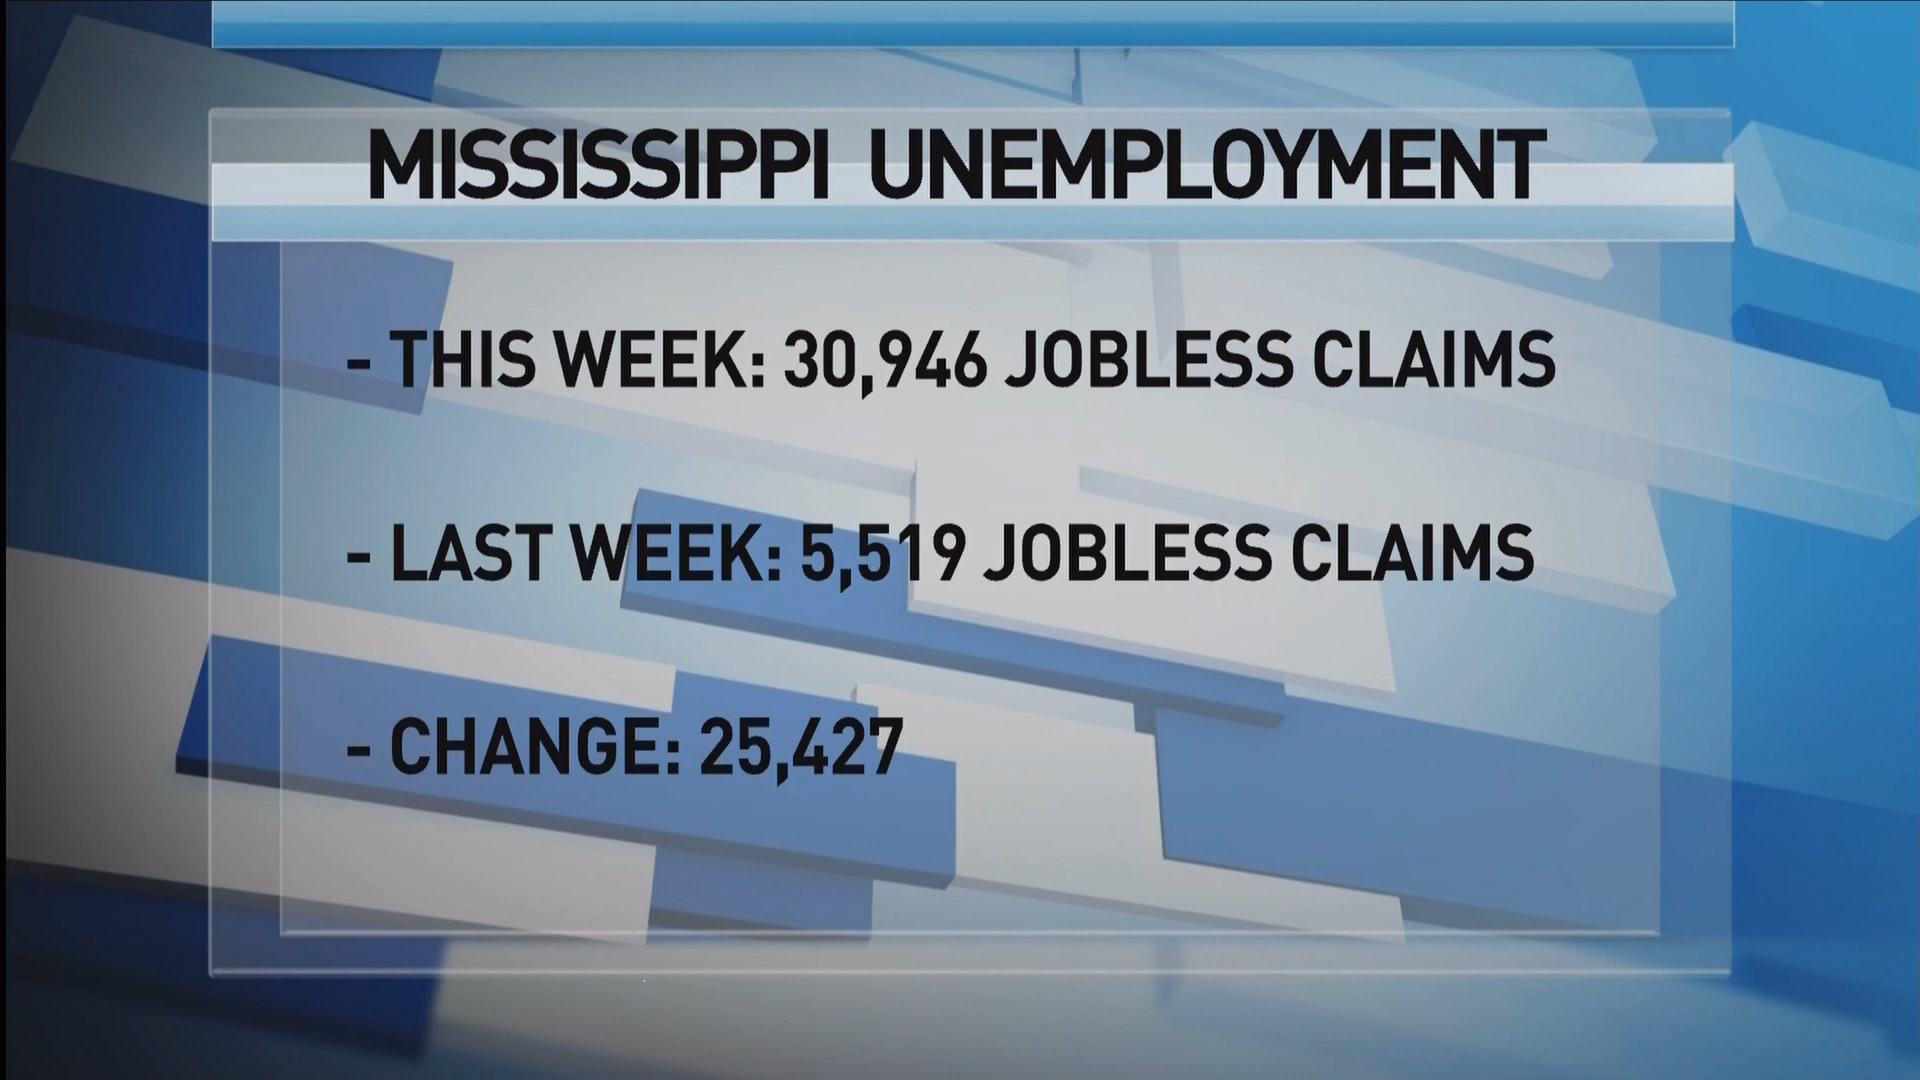 MISSISSIPPI UNEMPLOYMENT
- THIS WEEK: 30,946 JOBLESS CLAIMS
- LAST WEEK: 5,519 JOBLESS CLAIMS
- CHANGE: 25,427